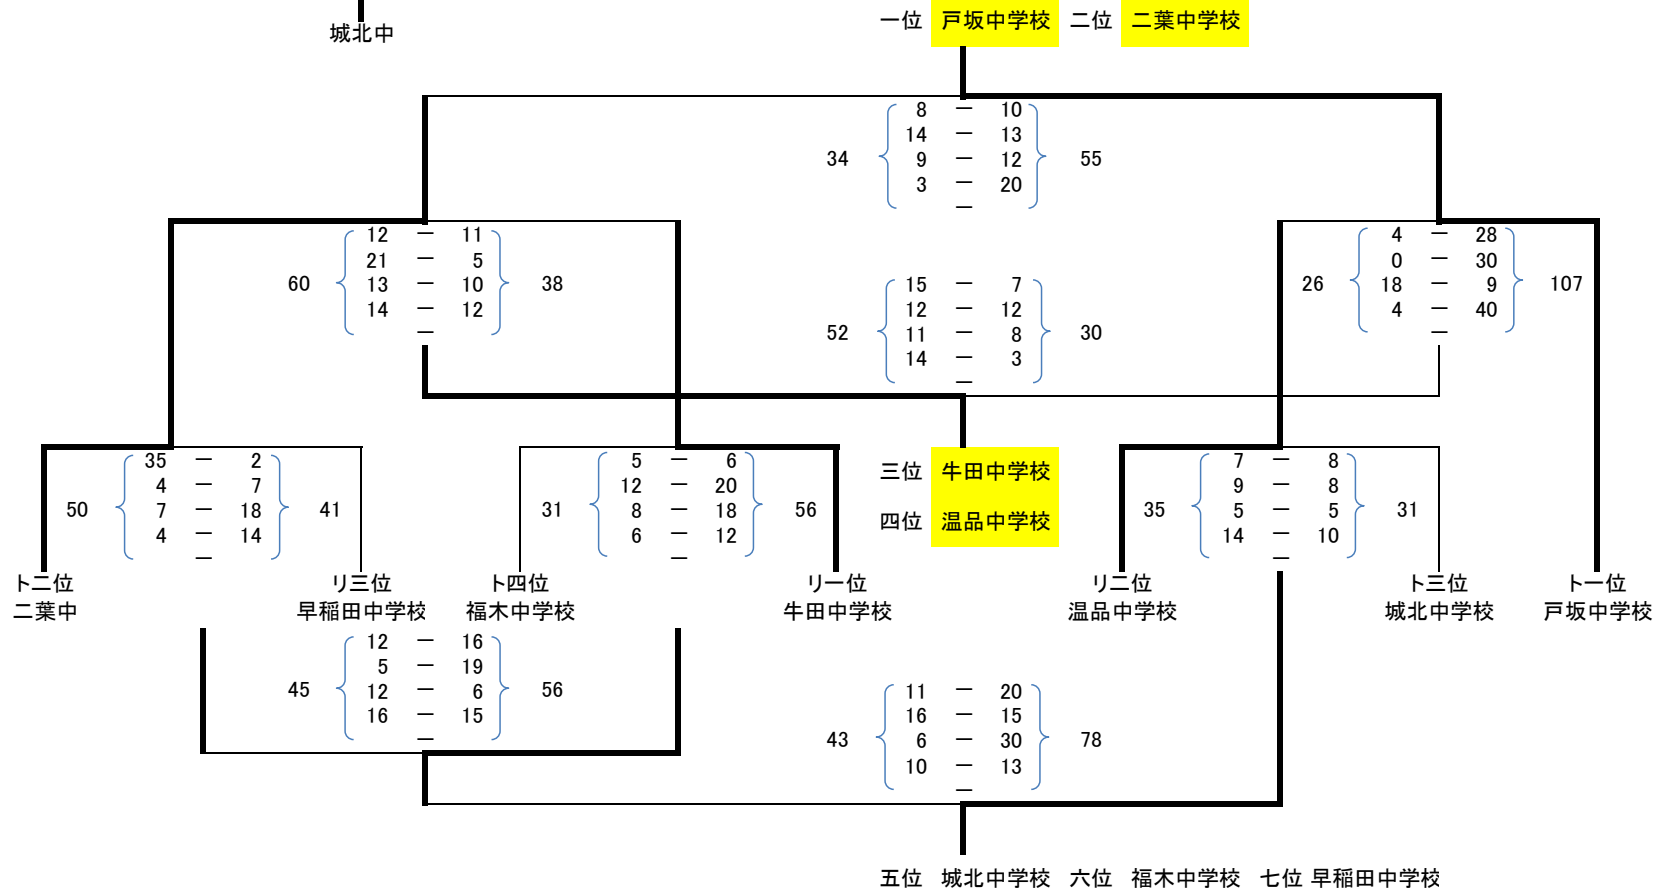 城北中
一位 戸坂中学校 二位 二葉中学校
8 － 10
14 － 13
34 9 － 12 55
3 － 20
－
12 － 11 4 － 28
21 － 5 0 － 30
60 13 － 10 38 15 － 7 26 18 － 9 107
14 － 12 12 － 12 4 － 40
－ 52 11 － 8 30 －
14 － 3
－
35 － 2 5 － 6 三位 牛田中学校 7 － 8
4 － 7 12 － 20 9 － 8
50 7 － 18 41 31 8 － 18 56 四位 温品中学校 35 5 － 5 31
4 － 14 6 － 12 14 － 10
－ － －
ト二位 リ三位 ト四位 リ一位 リ二位 ト三位 ト一位
二葉中 早稲田中学校 福木中学校 牛田中学校 温品中学校 城北中学校 戸坂中学校
12 － 16
5 － 19
45 12 － 6 56 11 － 20
16 － 15 16 － 15
－ 43 6 － 30 78
10 － 13
－
五位 城北中学校 六位 福木中学校 七位 早稲田中学校